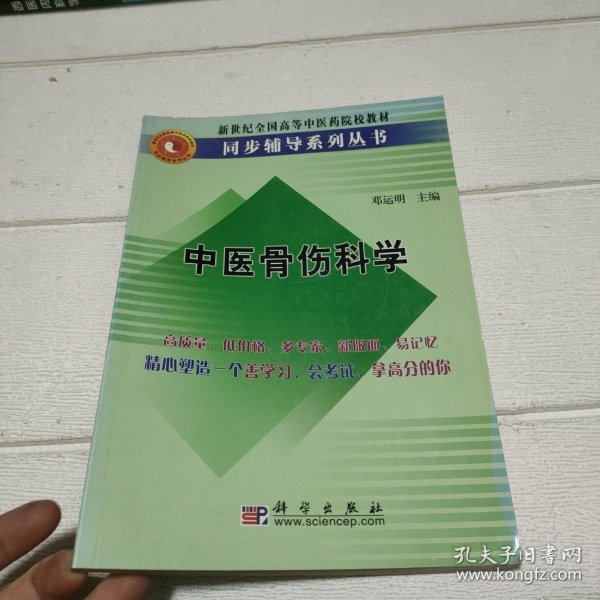 新世纪全国高等中医药院校教材
同步辅导系列丛书
邓运明 主编
中医骨伤科学
高质量、低价格、多专家、新版面、易记忆
精心塑造一个善学习、会考试、拿高分的你
科学出版社
www.sciencep.com
孔夫子旧书网
www.kongfz.com